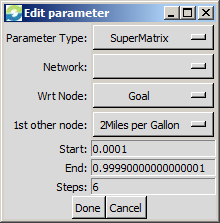 Edit parameter
Parameter Type: SuperMatrix
Network:
Wrt Node: Goal
1st other node: 2Miles per Gallon
Start: 0.0001
End: 0.99990000000000001
Steps: 6
Done Cancel